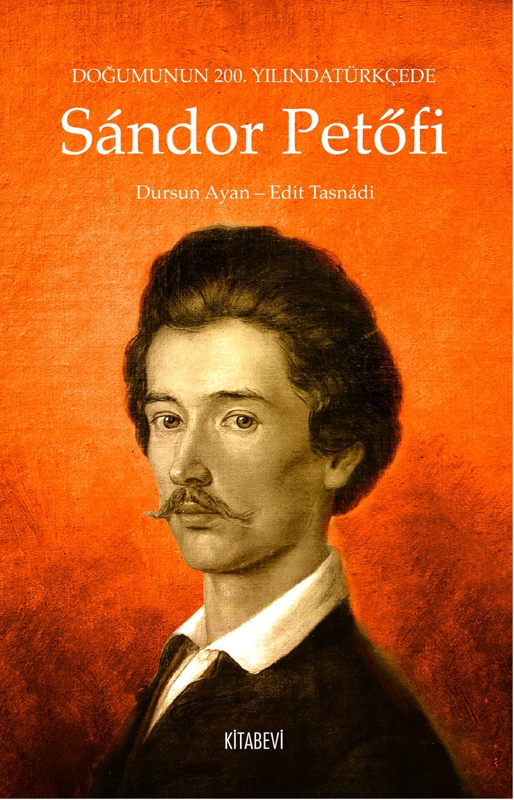 DOĞUMUNUN 200. YILINDATÜRKÇEDE
Sándor Petőfi
Dursun Ayan – Edit Tasnádi
KİTABEVİ